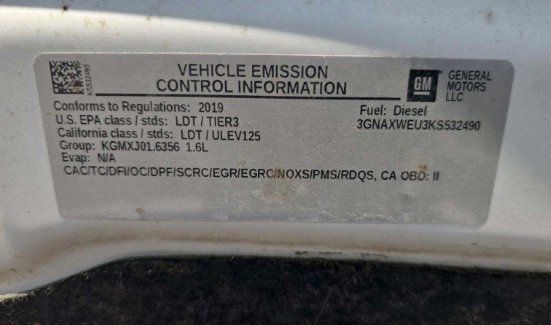 VEHICLE EMISSION
CONTROL INFORMATION
GM
GENERAL
MOTORS
LLC
KS532490
Conforms to Regulations: 2019
Fuel: Diesel
U.S. EPA class / stds: LDT / TIER3
3GNAXWEU3KS532490
California class / stds: LDT / ULEV125
Group: KGMXJ01.6356 1.6L
Evap: N/A
CAC/TC/DFI/OC/DPF/SCRC/EGR/EGRC/NOXS/PMS/RDQS, CA OBD: II